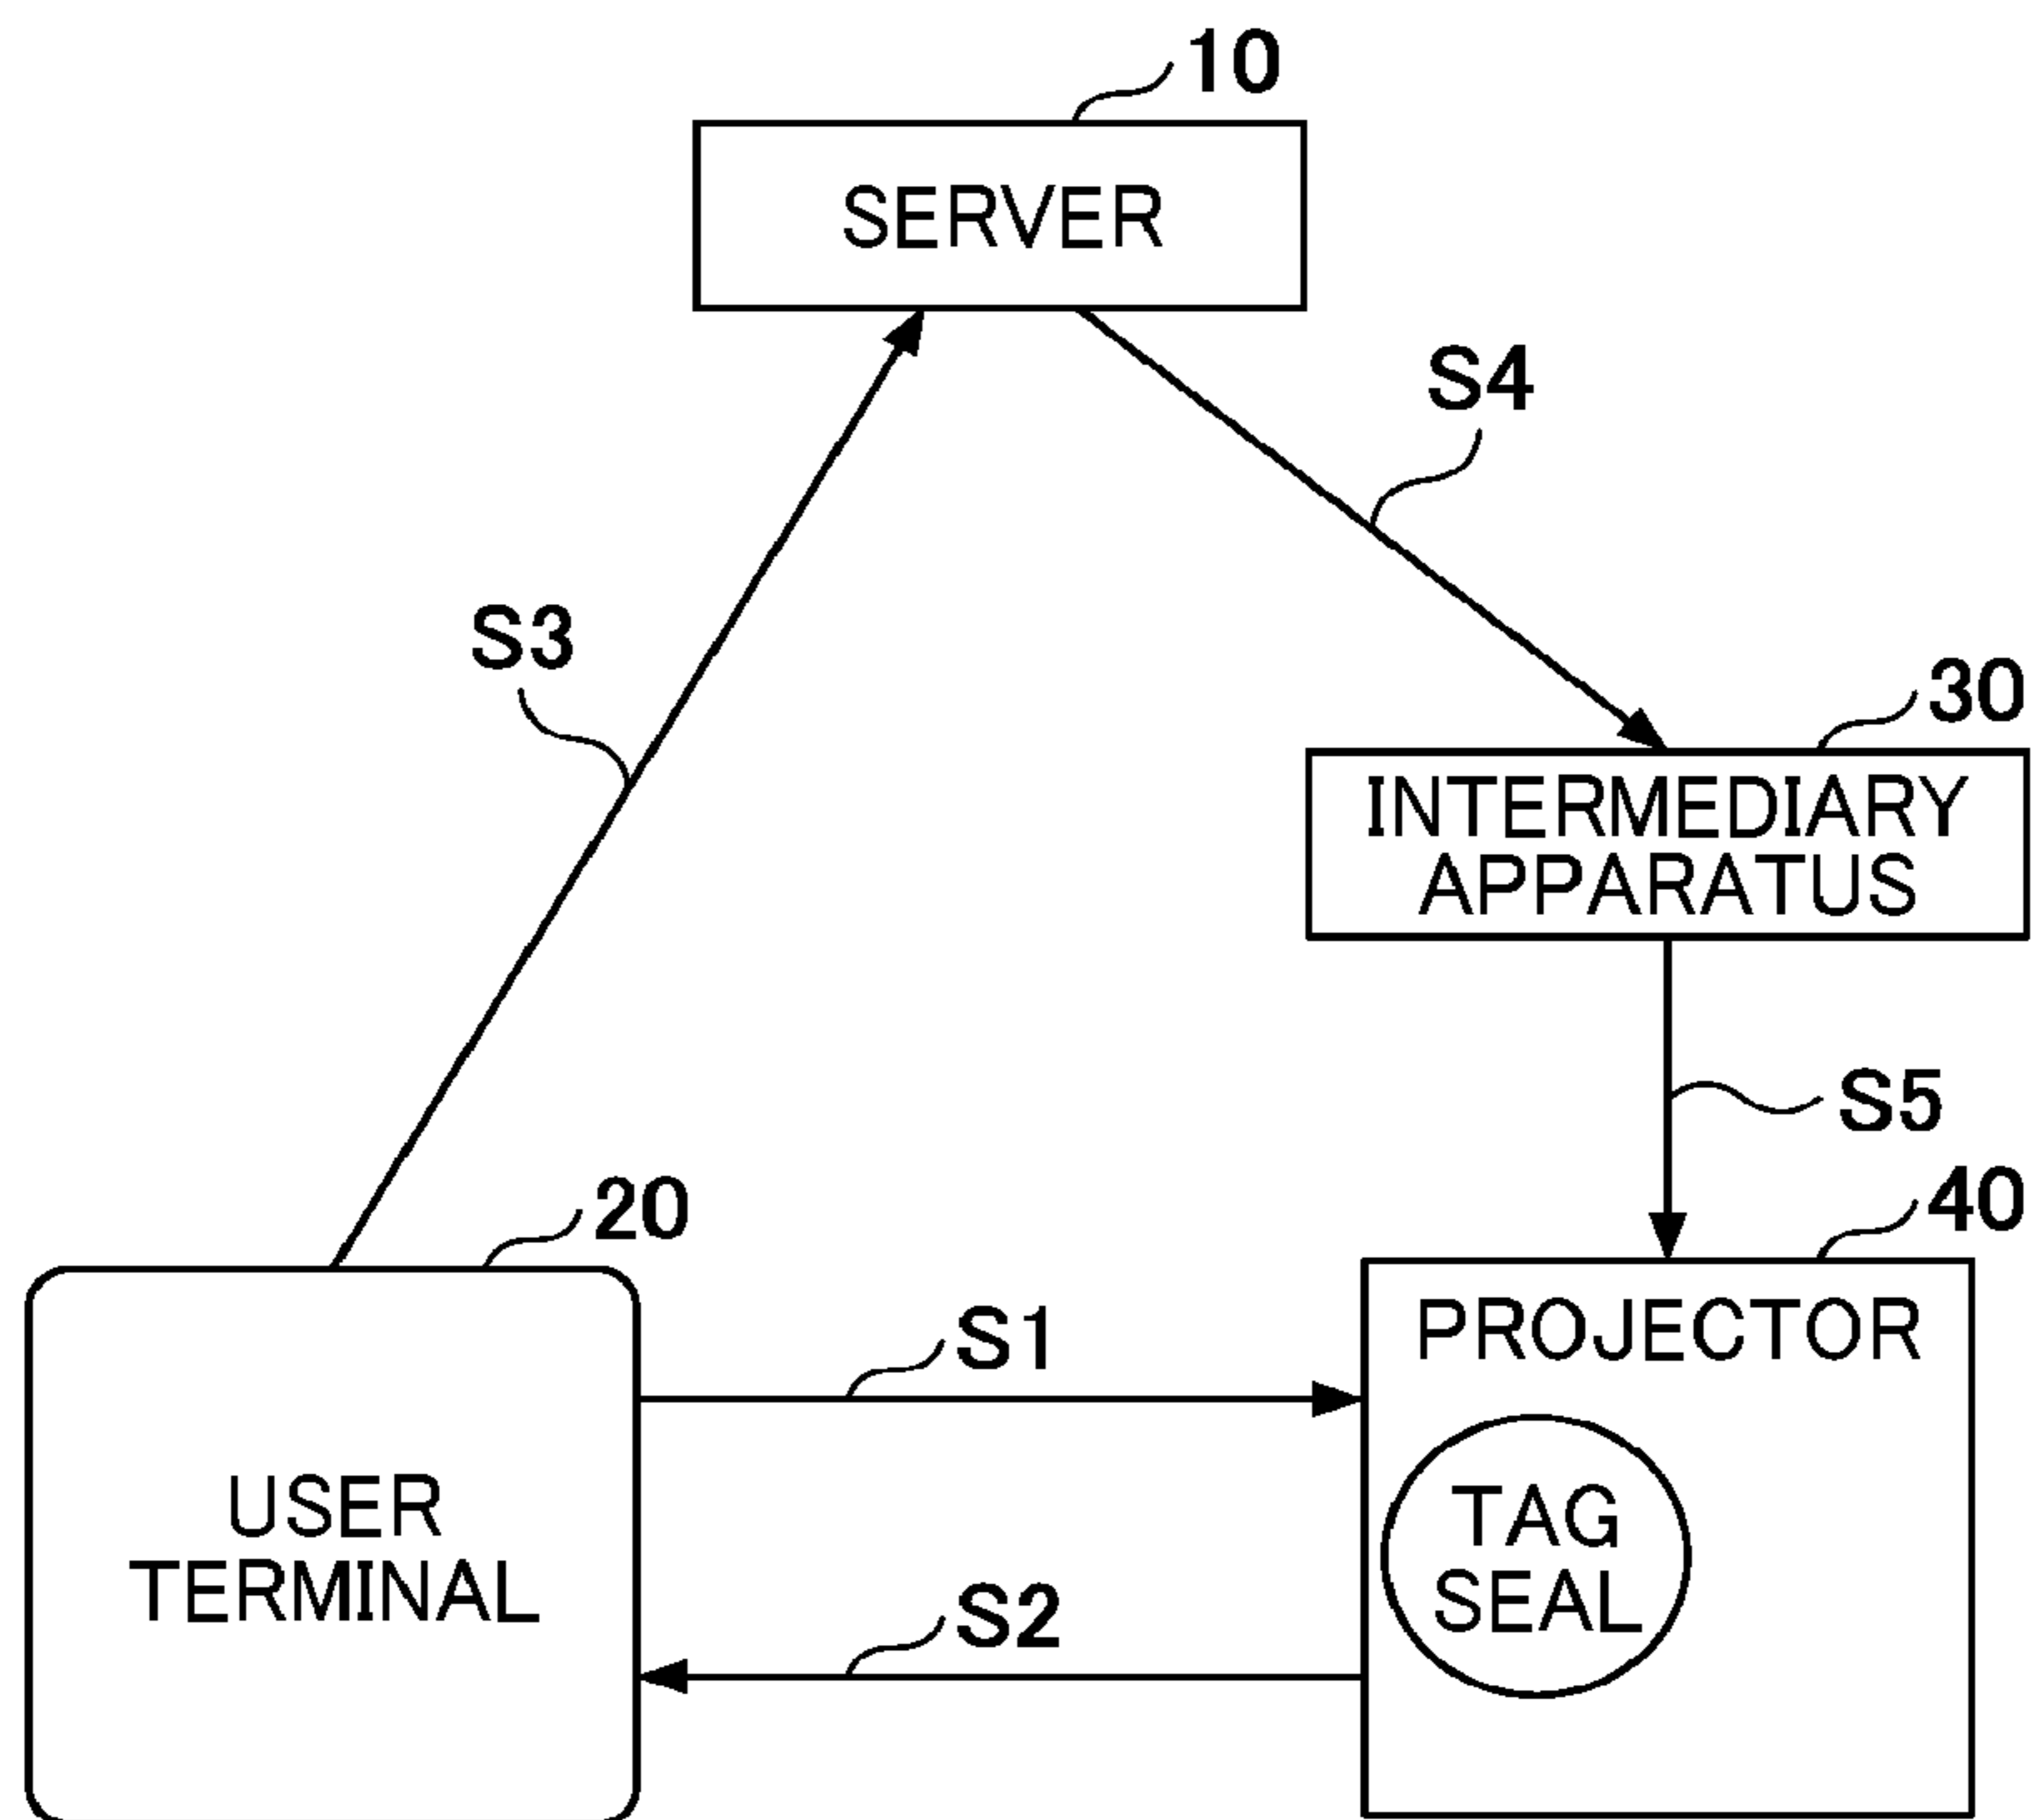 10
SERVER
S4
S3
30
INTERMEDIARY
APPARATUS
S5
20
40
S1
PROJECTOR
USER
TERMINAL
TAG
SEAL
S2